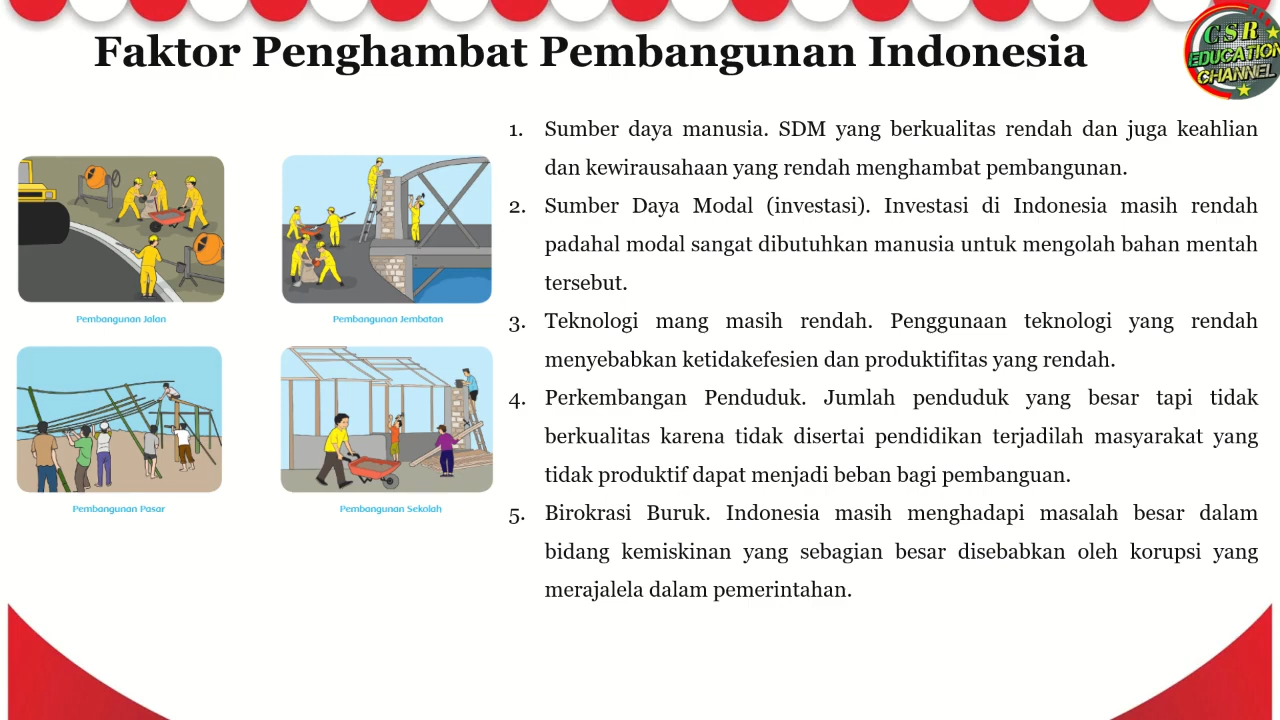 Faktor Penghambat Pembangunan Indonesia
CSR
EDUCATION
CHANNEL
Pembangunan Jalan
Pembangunan Jembatan
Pembangunan Pasar
Pembangunan Sekolah
1. Sumber daya manusia. SDM yang berkualitas rendah dan juga keahlian
dan kewirausahaan yang rendah menghambat pembangunan.
2. Sumber Daya Modal (investasi). Investasi di Indonesia masih rendah
padahal modal sangat dibutuhkan manusia untuk mengolah bahan mentah
tersebut.
3. Teknologi mang masih rendah. Penggunaan teknologi yang rendah
menyebabkan ketidakefesien dan produktifitas yang rendah.
4. Perkembangan Penduduk. Jumlah penduduk yang besar tapi tidak
berkualitas karena tidak disertai pendidikan terjadilah masyarakat yang
tidak produktif dapat menjadi beban bagi pembanguan.
5. Birokrasi Buruk. Indonesia masih menghadapi masalah besar dalam
bidang kemiskinan yang sebagian besar disebabkan oleh korupsi yang
merajalela dalam pemerintahan.